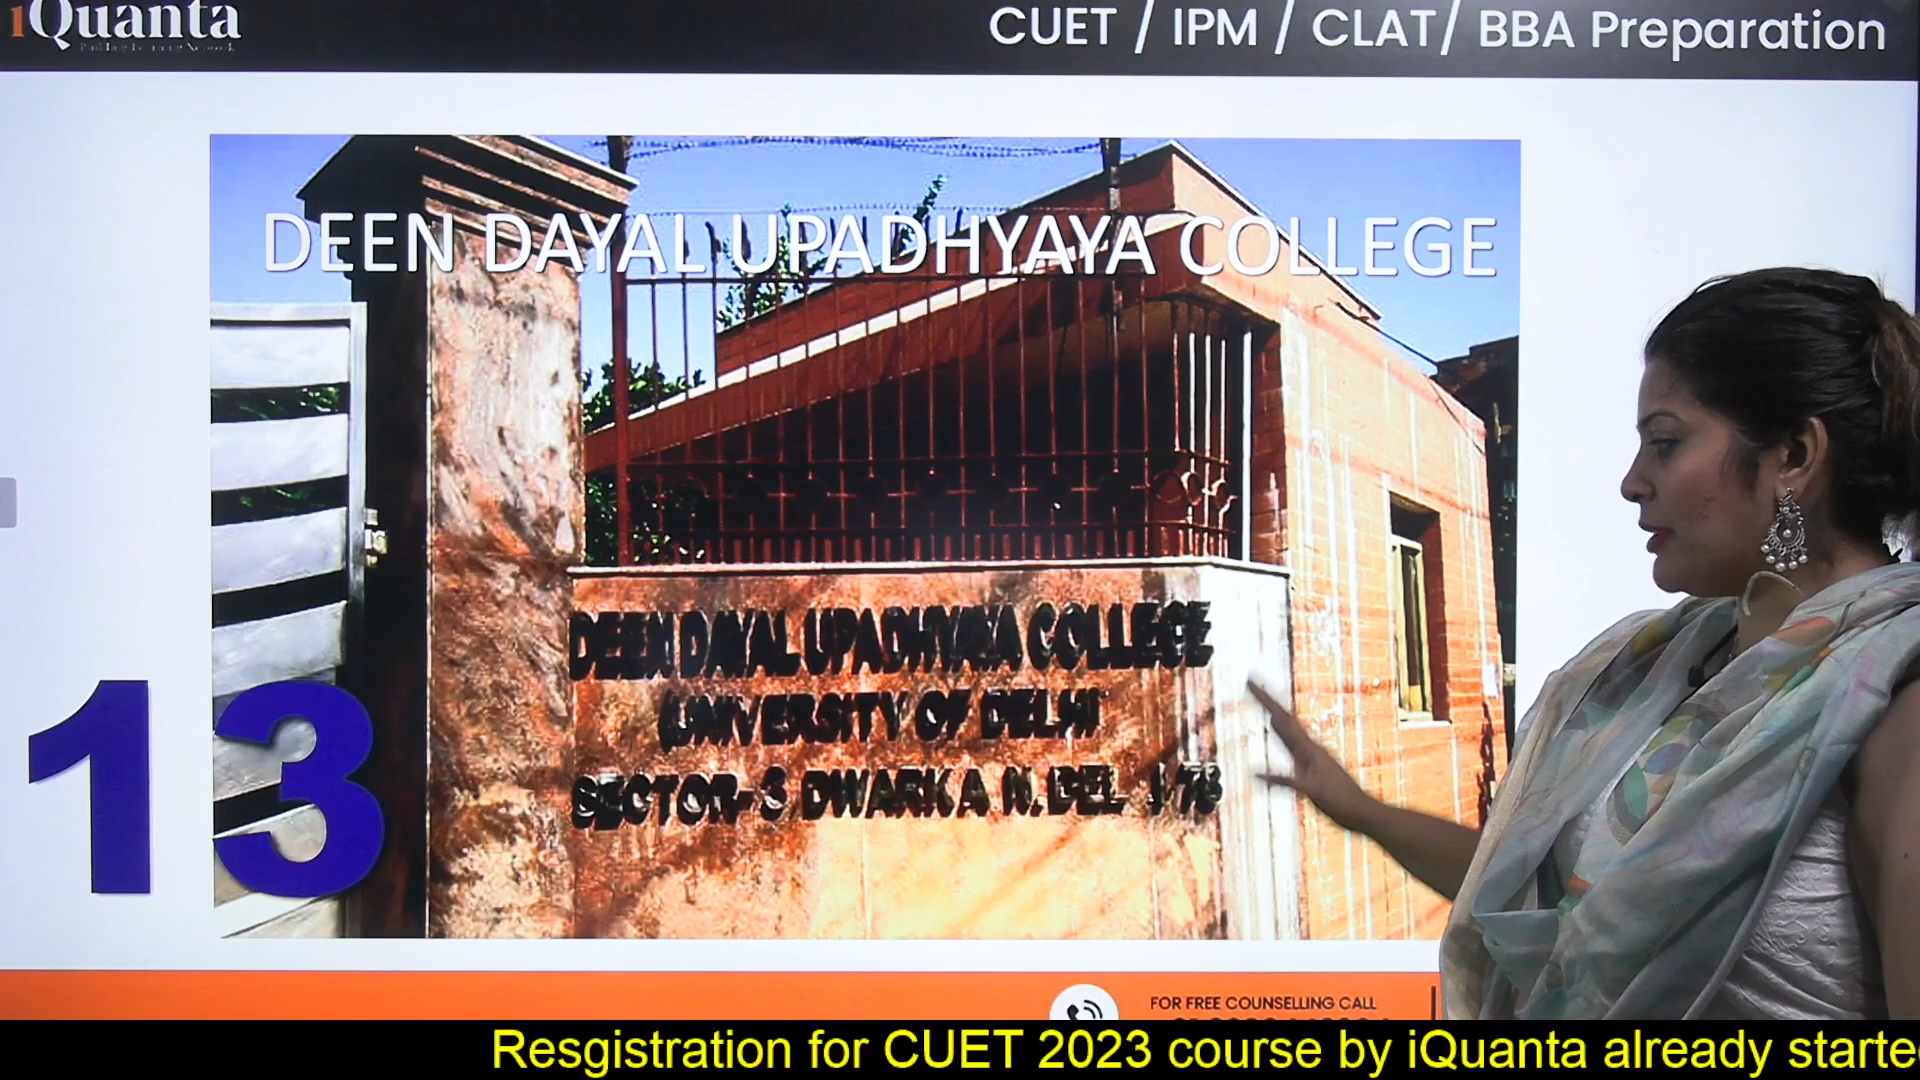 iQuanta
CUET / IPM / CLAT/ BBA Preparation
DEEN DAYAL UPADHYAYA COLLEGE
DEEN DAYAL UPADHYAYA COLLEGE
(UNIVERSITY OF DELHI
SECTOR-3 DWARKA N.DEL
13
FOR FREE COUNSELLING CALL
Resgistration for CUET 2023 course by iQuanta already starte